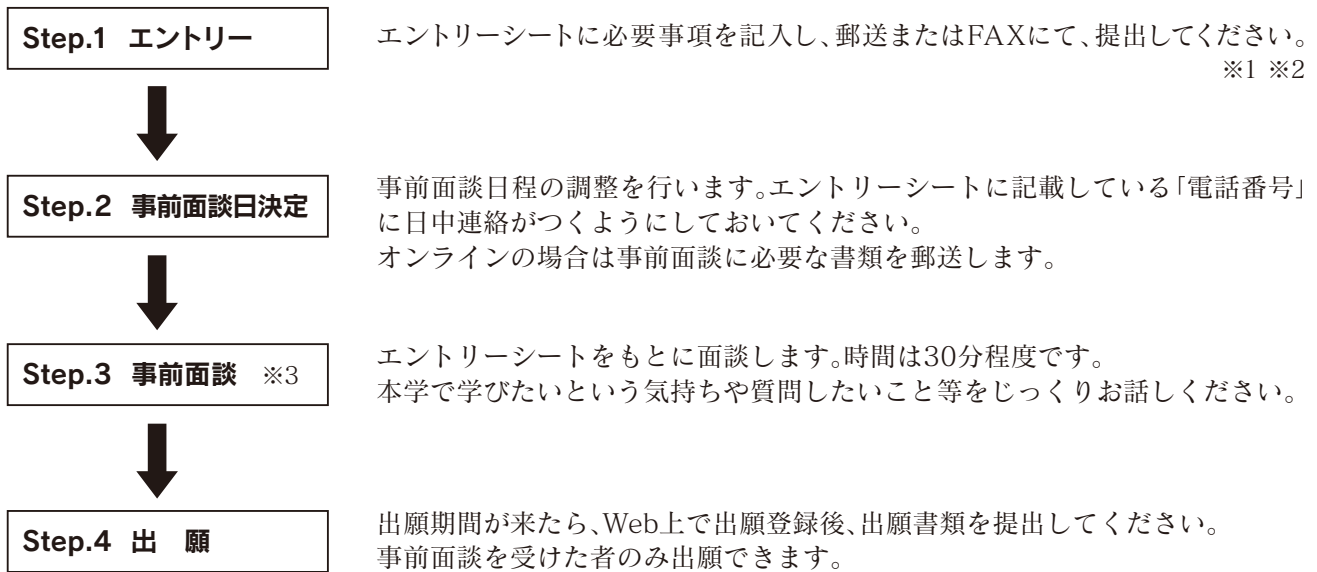 Step.1 エントリー
エントリーシートに必要事項を記入し、郵送またはFAXにて、提出してください。
※1 ※2
Step.2 事前面談日決定
事前面談日程の調整を行います。エントリーシートに記載している「電話番号」
に日中連絡がつくようにしておいてください。
オンラインの場合は事前面談に必要な書類を郵送します。
Step.3 事前面談 ※3
エントリーシートをもとに面談します。時間は30分程度です。
本学で学びたいという気持ちや質問したいこと等をじっくりお話しください。
Step.4 出　願
出願期間が来たら、Web上で出願登録後、出願書類を提出してください。
事前面談を受けた者のみ出願できます。